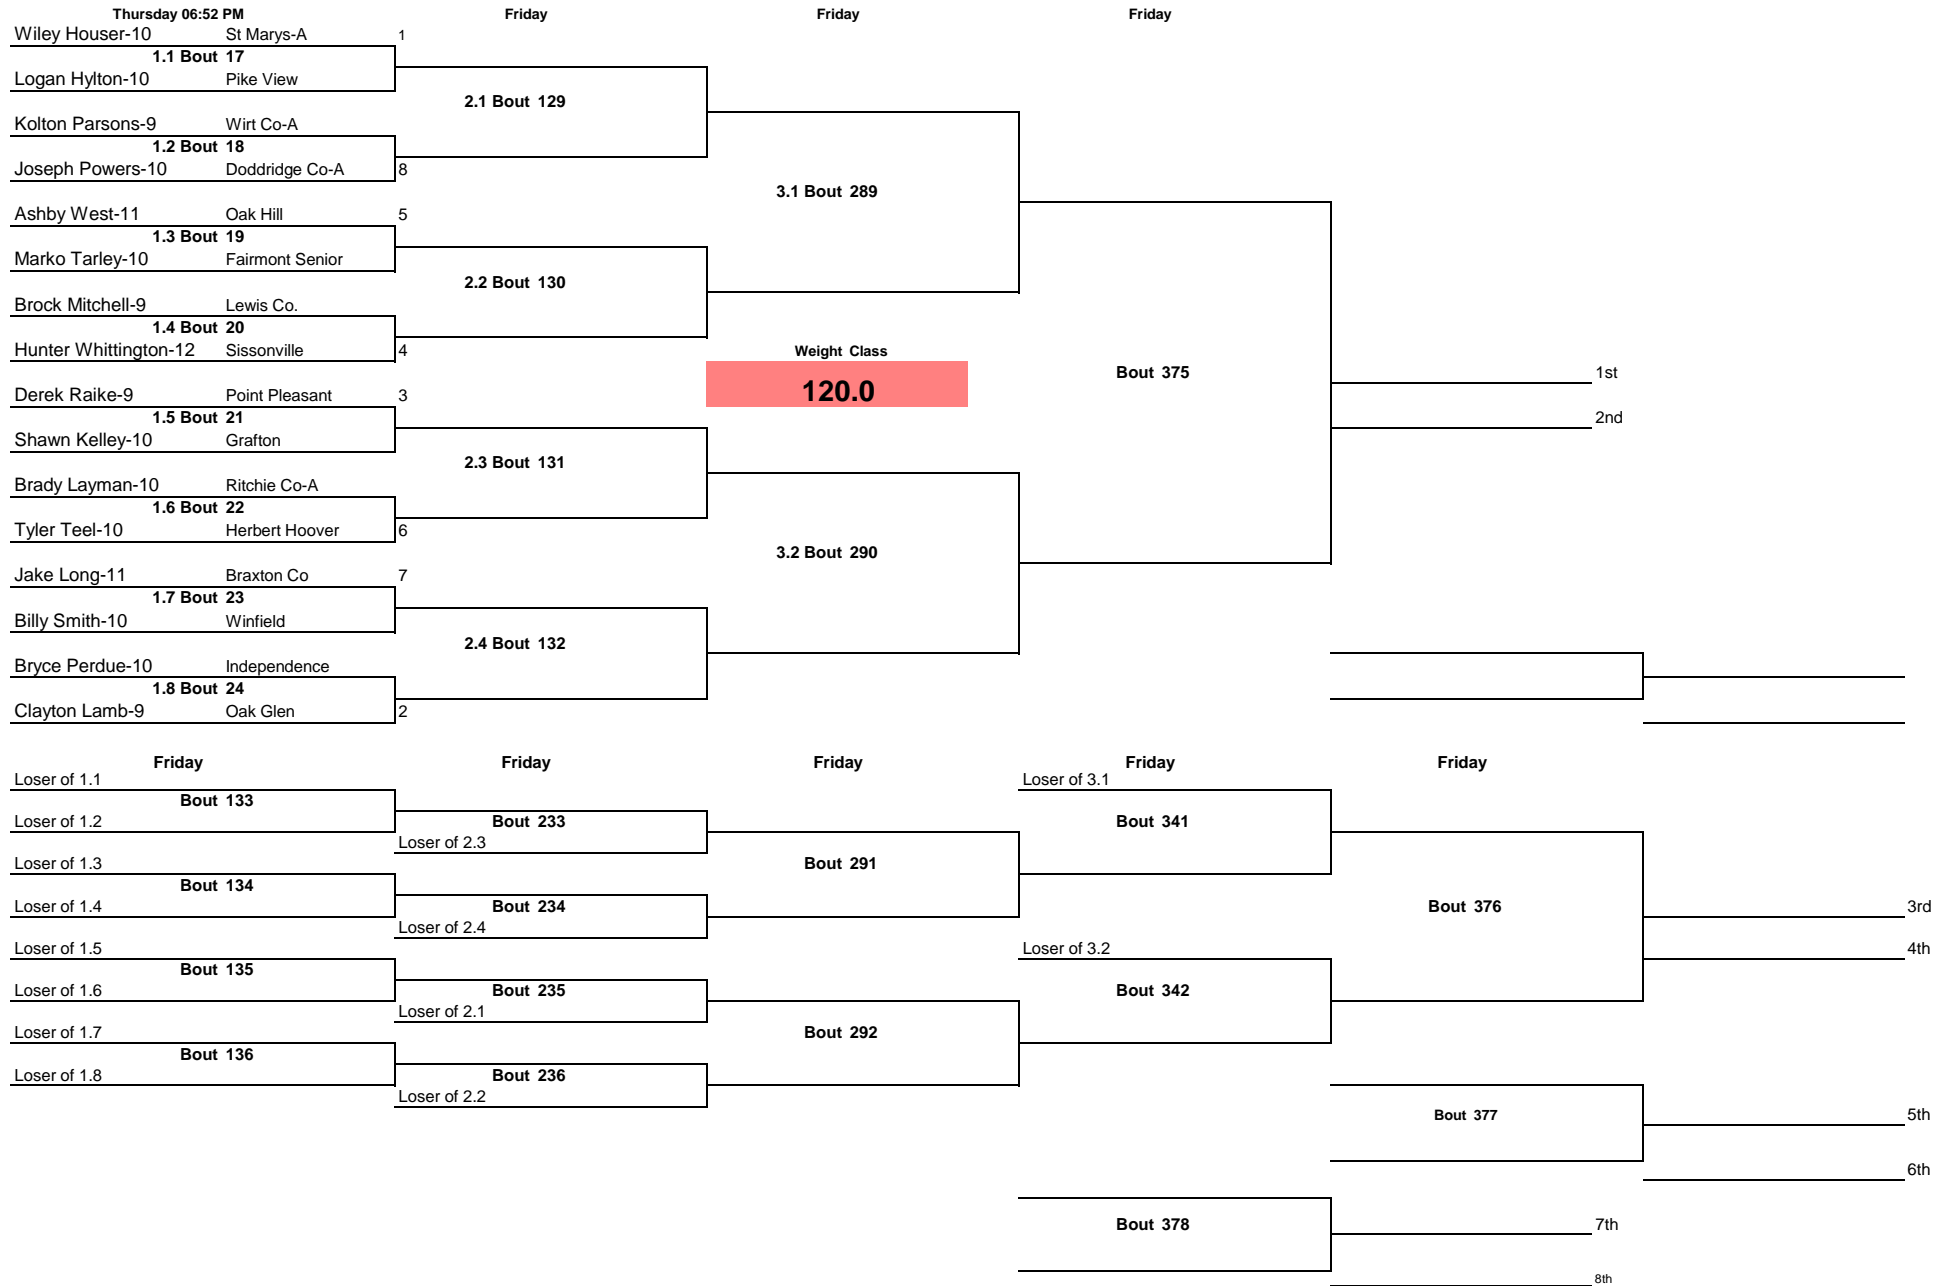 Thursday 06:52 PM Friday Friday Friday
Wiley Houser-10 St Marys-A 1
1.1 Bout 17
Logan Hylton-10 Pike View
2.1 Bout 129
Kolton Parsons-9 Wirt Co-A
1.2 Bout 18
Joseph Powers-10 Doddridge Co-A 8
3.1 Bout 289
Ashby West-11 Oak Hill 5
1.3 Bout 19
Marko Tarley-10 Fairmont Senior
2.2 Bout 130
Brock Mitchell-9 Lewis Co.
1.4 Bout 20
Hunter Whittington-12 Sissonville 4
Weight Class
120.0
Bout 375
1st
Derek Raike-9 Point Pleasant 3
1.5 Bout 21
2nd
Shawn Kelley-10 Grafton
2.3 Bout 131
Brady Layman-10 Ritchie Co-A
1.6 Bout 22
Tyler Teel-10 Herbert Hoover 6
3.2 Bout 290
Jake Long-11 Braxton Co 7
1.7 Bout 23
Billy Smith-10 Winfield
2.4 Bout 132
Bryce Perdue-10 Independence
1.8 Bout 24
Clayton Lamb-9 Oak Glen 2
Friday Friday Friday Friday Friday
Loser of 1.1 Loser of 3.1
Bout 133
Loser of 1.2 Bout 233 Bout 341
Loser of 2.3
Loser of 1.3 Bout 291
Bout 134
Loser of 1.4 Bout 234 Bout 376 3rd
Loser of 2.4
Loser of 1.5 Loser of 3.2 4th
Bout 135
Loser of 1.6 Bout 235 Bout 342
Loser of 2.1
Loser of 1.7 Bout 292
Bout 136
Loser of 1.8 Bout 236
Loser of 2.2
Bout 377 5th
6th
Bout 378 7th
8th